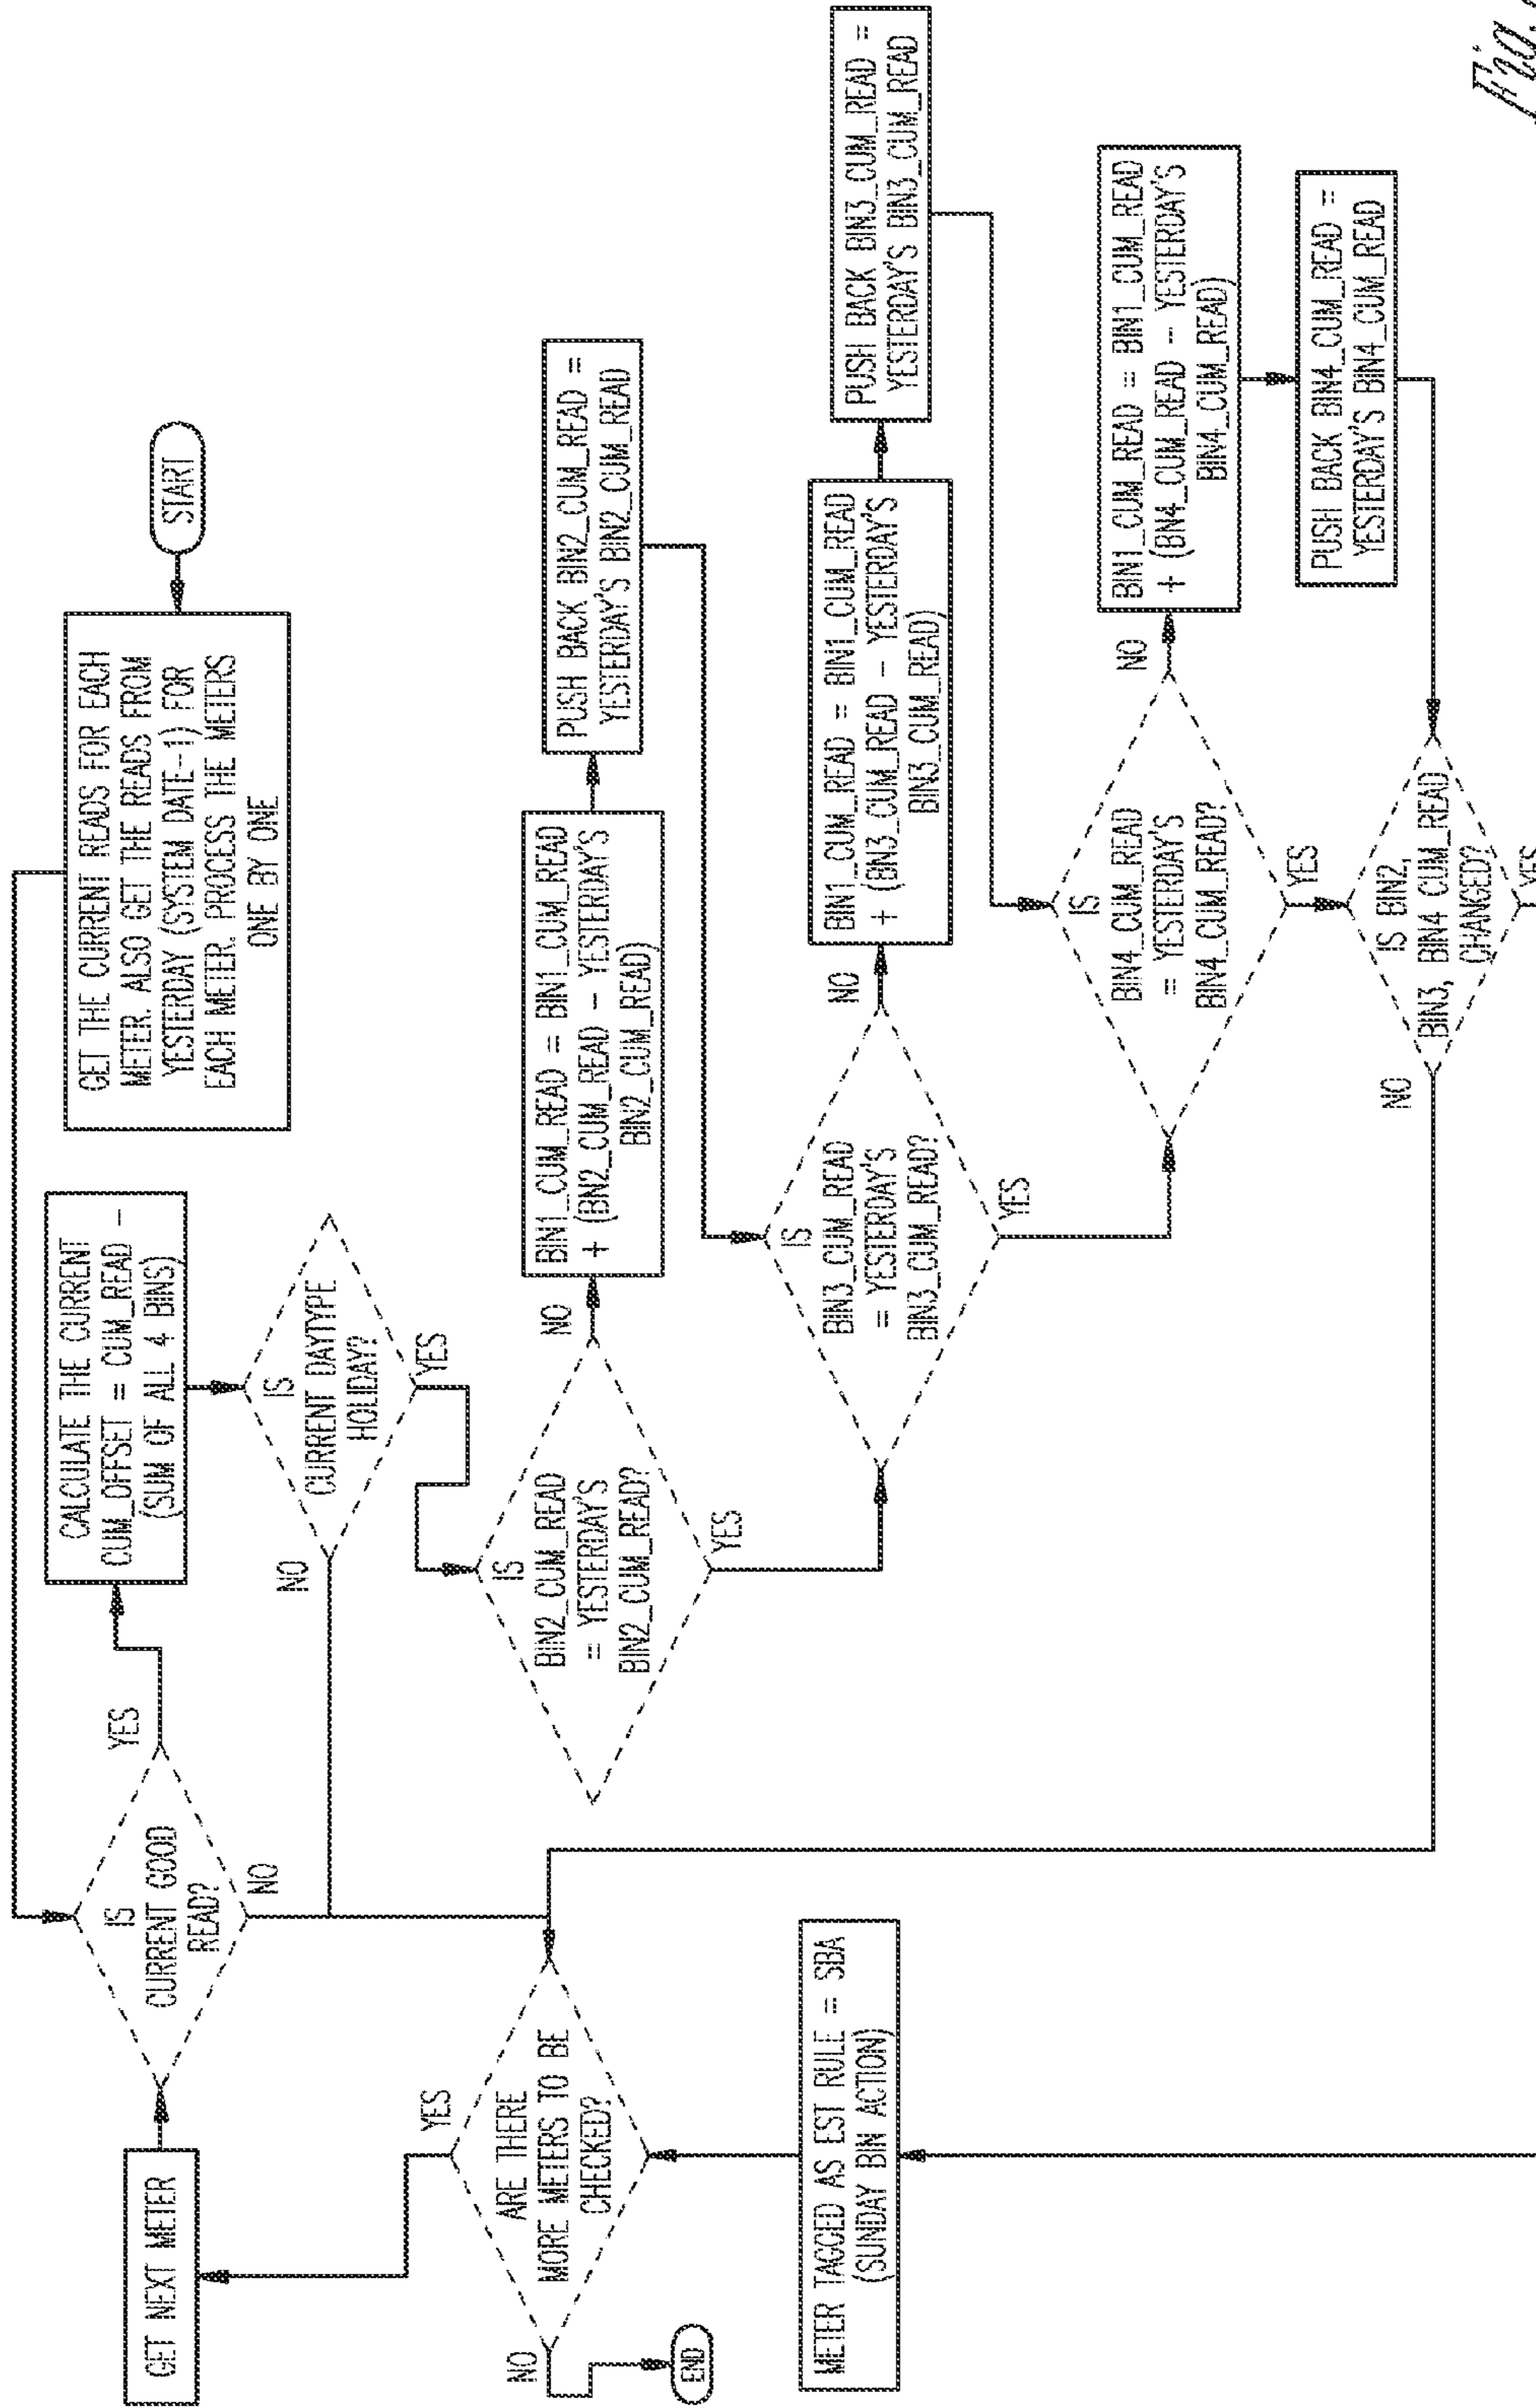 START
GET THE CURRENT READS FOR EACH
METER. ALSO GET THE READS FROM
YESTERDAY (SYSTEM DATE-1) FOR
EACH METER. PROCESS THE METERS
ONE BY ONE
GET NEXT METER
IS
CURRENT GOOD
READ?
YES
NO
CALCULATE THE CURRENT
CUM_OFFSET = CUM_READ -
(SUM OF ALL 4 BINS)
IS
CURRENT DAYTYPE
HOLIDAY?
NO
YES
IS
BIN2_CUM_READ
= YESTERDAY'S
BIN2_CUM_READ?
NO
YES
BIN1_CUM_READ = BIN1_CUM_READ
+ (BN2_CUM_READ - YESTERDAY'S
BIN2_CUM_READ)
PUSH BACK BIN2_CUM_READ =
YESTERDAY'S BIN2_CUM_READ
IS
BIN3_CUM_READ
= YESTERDAY'S
BIN3_CUM_READ?
NO
YES
BIN1_CUM_READ = BIN1_CUM_READ
+ (BN3_CUM_READ - YESTERDAY'S
BIN3_CUM_READ)
PUSH BACK BIN3_CUM_READ =
YESTERDAY'S BIN3_CUM_READ
IS
BIN4_CUM_READ
= YESTERDAY'S
BIN4_CUM_READ?
NO
YES
BIN1_CUM_READ = BIN1_CUM_READ
+ (BN4_CUM_READ - YESTERDAY'S
BIN4_CUM_READ)
PUSH BACK BIN4_CUM_READ =
YESTERDAY'S BIN4_CUM_READ
IS BIN2,
BIN3, BIN4 CUM_READ
CHANGED?
NO
YES
ARE THERE
MORE METERS TO BE
CHECKED?
YES
NO
END
METER TAGGED AS EST RULE = SBA
(SUNDAY BIN ACTION)
Fig.